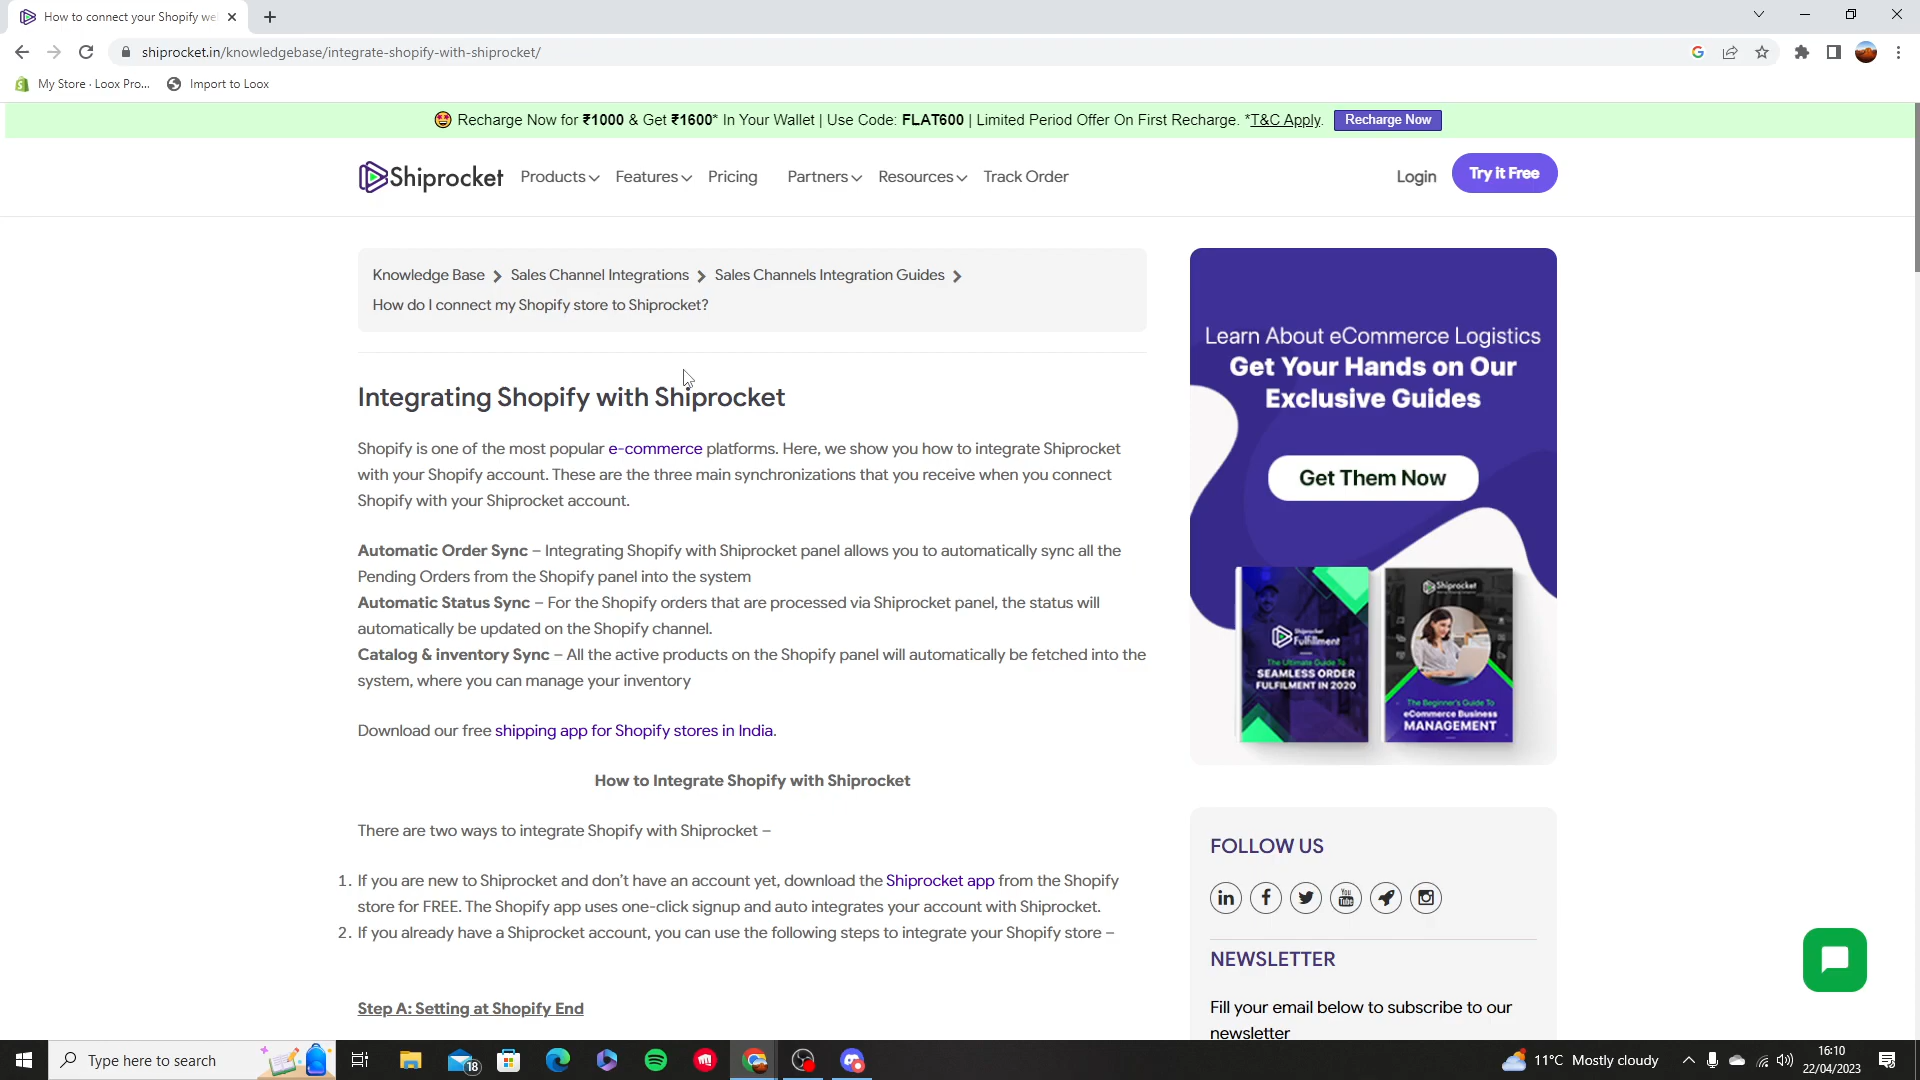 How to connect your Shopify we
shiprocket.in/knowledgebase/integrate-shopify-with-shiprocket/
My Store · Loox Pro...
Import to Loox
Recharge Now for ₹1000 & Get ₹1600* In Your Wallet | Use Code: FLAT600 | Limited Period Offer On First Recharge. *T&C Apply.
Recharge Now
Shiprocket
Products
Features
Pricing
Partners
Resources
Track Order
Login
Try it Free
Knowledge Base > Sales Channel Integrations > Sales Channels Integration Guides >
How do I connect my Shopify store to Shiprocket?
Integrating Shopify with Shiprocket
Shopify is one of the most popular e-commerce platforms. Here, we show you how to integrate Shiprocket
with your Shopify account. These are the three main synchronizations that you receive when you connect
Shopify with your Shiprocket account.
Automatic Order Sync – Integrating Shopify with Shiprocket panel allows you to automatically sync all the
Pending Orders from the Shopify panel into the system
Automatic Status Sync – For the Shopify orders that are processed via Shiprocket panel, the status will
automatically be updated on the Shopify channel.
Catalog & inventory Sync – All the active products on the Shopify panel will automatically be fetched into the
system, where you can manage your inventory
Download our free shipping app for Shopify stores in India.
How to Integrate Shopify with Shiprocket
There are two ways to integrate Shopify with Shiprocket –
1. If you are new to Shiprocket and don't have an account yet, download the Shiprocket app from the Shopify
store for FREE. The Shopify app uses one-click signup and auto integrates your account with Shiprocket.
2. If you already have a Shiprocket account, you can use the following steps to integrate your Shopify store –
Step A: Setting at Shopify End
Learn About eCommerce Logistics
Get Your Hands on Our
Exclusive Guides
Get Them Now
Shiprocket
Fulfillment
The Ultimate Guide To
SEAMLESS ORDER
FULFILMENT IN 2020
Shiprocket
The Beginner's Guide To
eCommerce Business
MANAGEMENT
FOLLOW US
You
Tube
NEWSLETTER
Fill your email below to subscribe to our
newsletter
Type here to search
18
11°C Mostly cloudy
16:10
22/04/2023